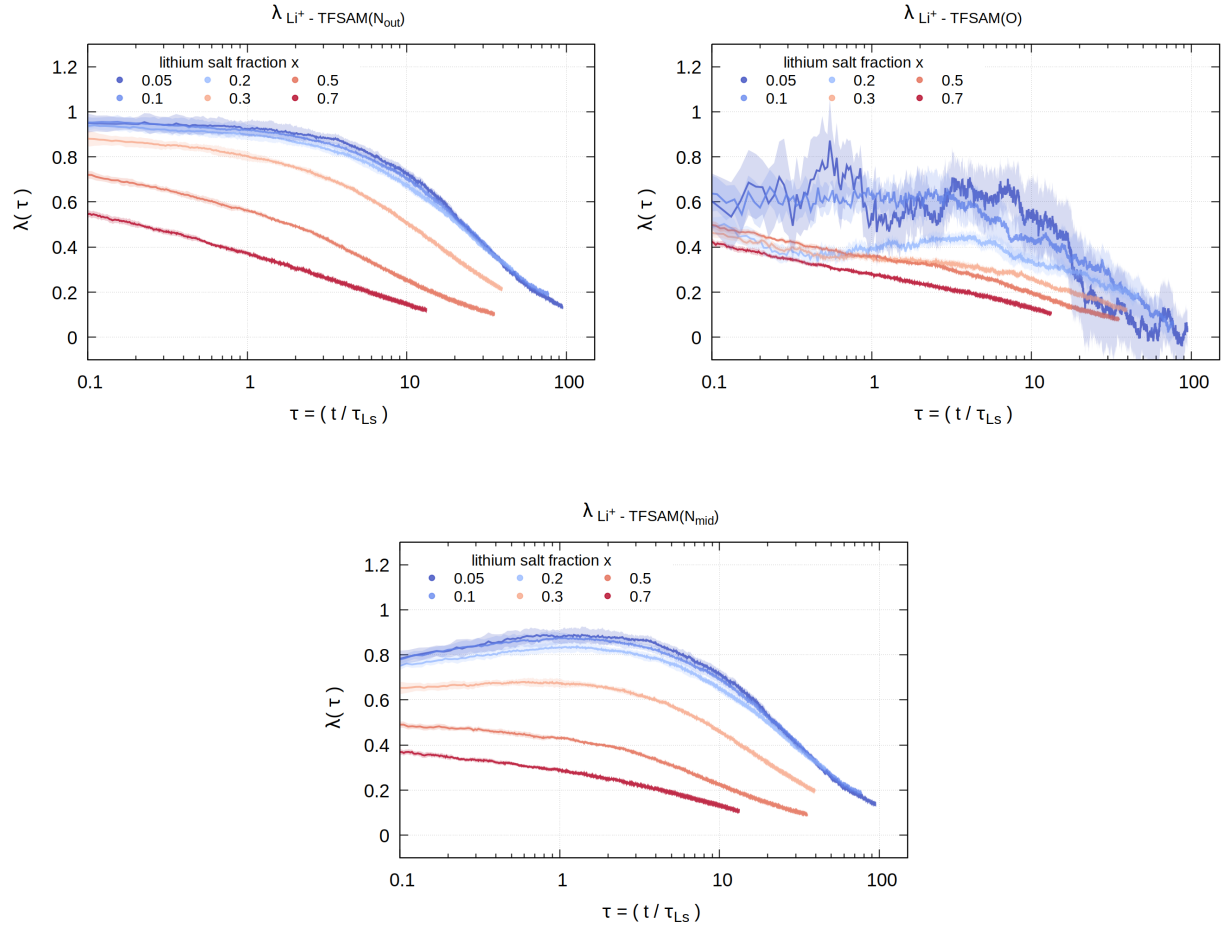 λ Li+ - TFSAM(Nout)
lithium salt fraction x
0.05 0.2 0.5
0.1 0.3 0.7
1.2
1
0.8
0.6
0.4
0.2
0
λ( τ )
0.1 1 10 100
τ = ( t / τLs )
λ Li+ - TFSAM(O)
lithium salt fraction x
0.05 0.2 0.5
0.1 0.3 0.7
1.2
1
0.8
0.6
0.4
0.2
0
λ( τ )
0.1 1 10 100
τ = ( t / τLs )
λ Li+ - TFSAM(Nmid)
lithium salt fraction x
0.05 0.2 0.5
0.1 0.3 0.7
1.2
1
0.8
0.6
0.4
0.2
0
λ( τ )
0.1 1 10 100
τ = ( t / τLs )